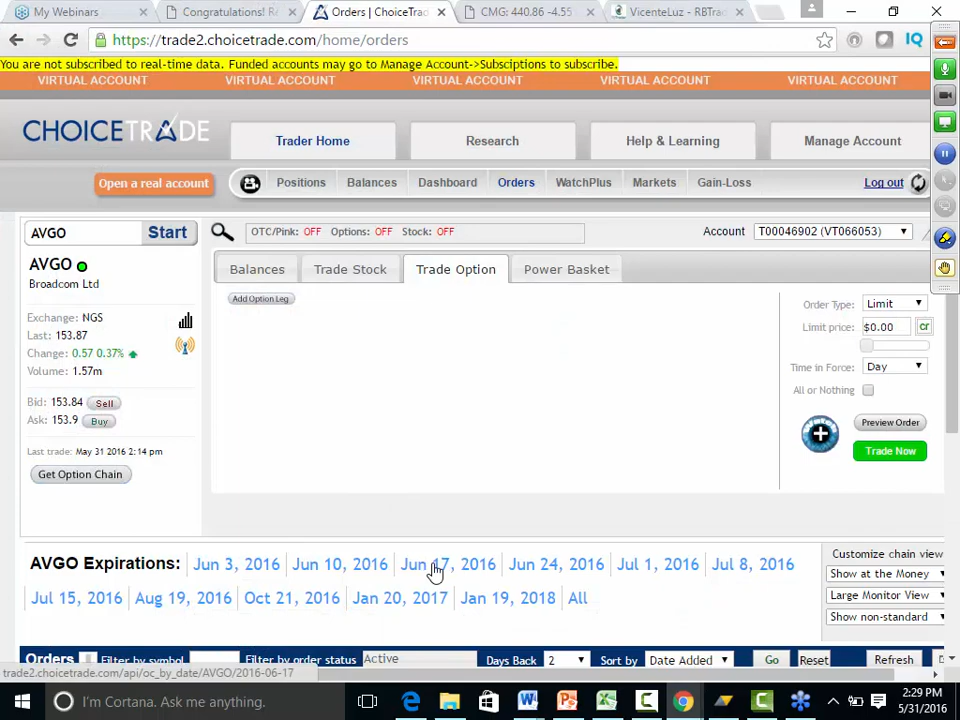 My Webinars
Congratulations! R
Orders | ChoiceTrad
CMG: 440.86 -4.55
VicenteLuz - RBTrad
https://trade2.choicetrade.com/home/orders
IQ
You are not subscribed to real-time data. Funded accounts may go to Manage Account->Subsciptions to subscribe.
VIRTUAL ACCOUNT VIRTUAL ACCOUNT VIRTUAL ACCOUNT VIRTUAL ACCOUNT VIRTUAL ACCOUNT
CHOICETRADE
Trader Home
Research
Help & Learning
Manage Account
Open a real account
Positions
Balances
Dashboard
Orders
WatchPlus
Markets
Gain-Loss
Log out
AVGO
Start
OTC/Pink: OFF Options: OFF Stock: OFF
Account T00046902 (VT066053)
AVGO
Broadcom Ltd
Balances
Trade Stock
Trade Option
Power Basket
Add Option Leg
Exchange: NGS
Last: 153.87
Change: 0.57 0.37%
Volume: 1.57m
Bid: 153.84 Sell
Ask: 153.9 Buy
Last trade: May 31 2016 2:14 pm
Get Option Chain
Order Type: Limit
Limit price: $0.00 cr
Time in Force: Day
All or Nothing
Preview Order
Trade Now
AVGO Expirations: Jun 3, 2016 Jun 10, 2016 Jun 17, 2016 Jun 24, 2016 Jul 1, 2016 Jul 8, 2016
Jul 15, 2016 Aug 19, 2016 Oct 21, 2016 Jan 20, 2017 Jan 19, 2018 All
Customize chain view
Show at the Money
Large Monitor View
Show non-standard
Orders Filter by symbol Filter by order status Active Days Back 2 Sort by Date Added Go Reset Refresh
trade2.choicetrade.com/api/oc_by_date/AVGO/2016-06-17
I'm Cortana. Ask me anything.
2:29 PM
5/31/2016